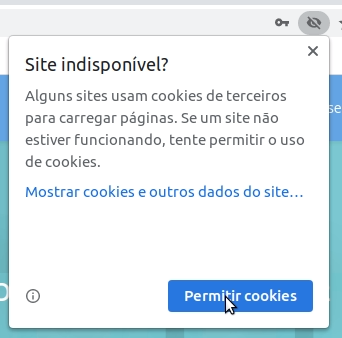 Site indisponível?
Alguns sites usam cookies de terceiros
para carregar páginas. Se um site não
estiver funcionando, tente permitir o uso
de cookies.
Mostrar cookies e outros dados do site…
Permitir cookies